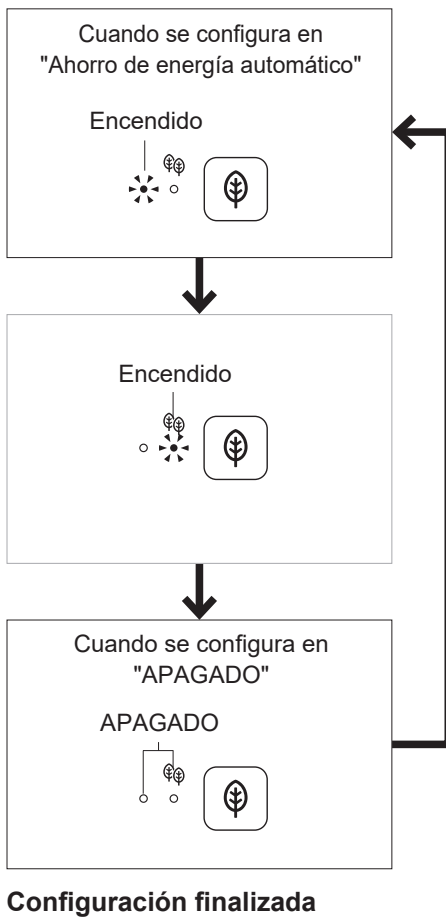 Cuando se configura en
"Ahorro de energía automático"
Encendido
Encendido
Cuando se configura en
"APAGADO"
APAGADO
Configuración finalizada